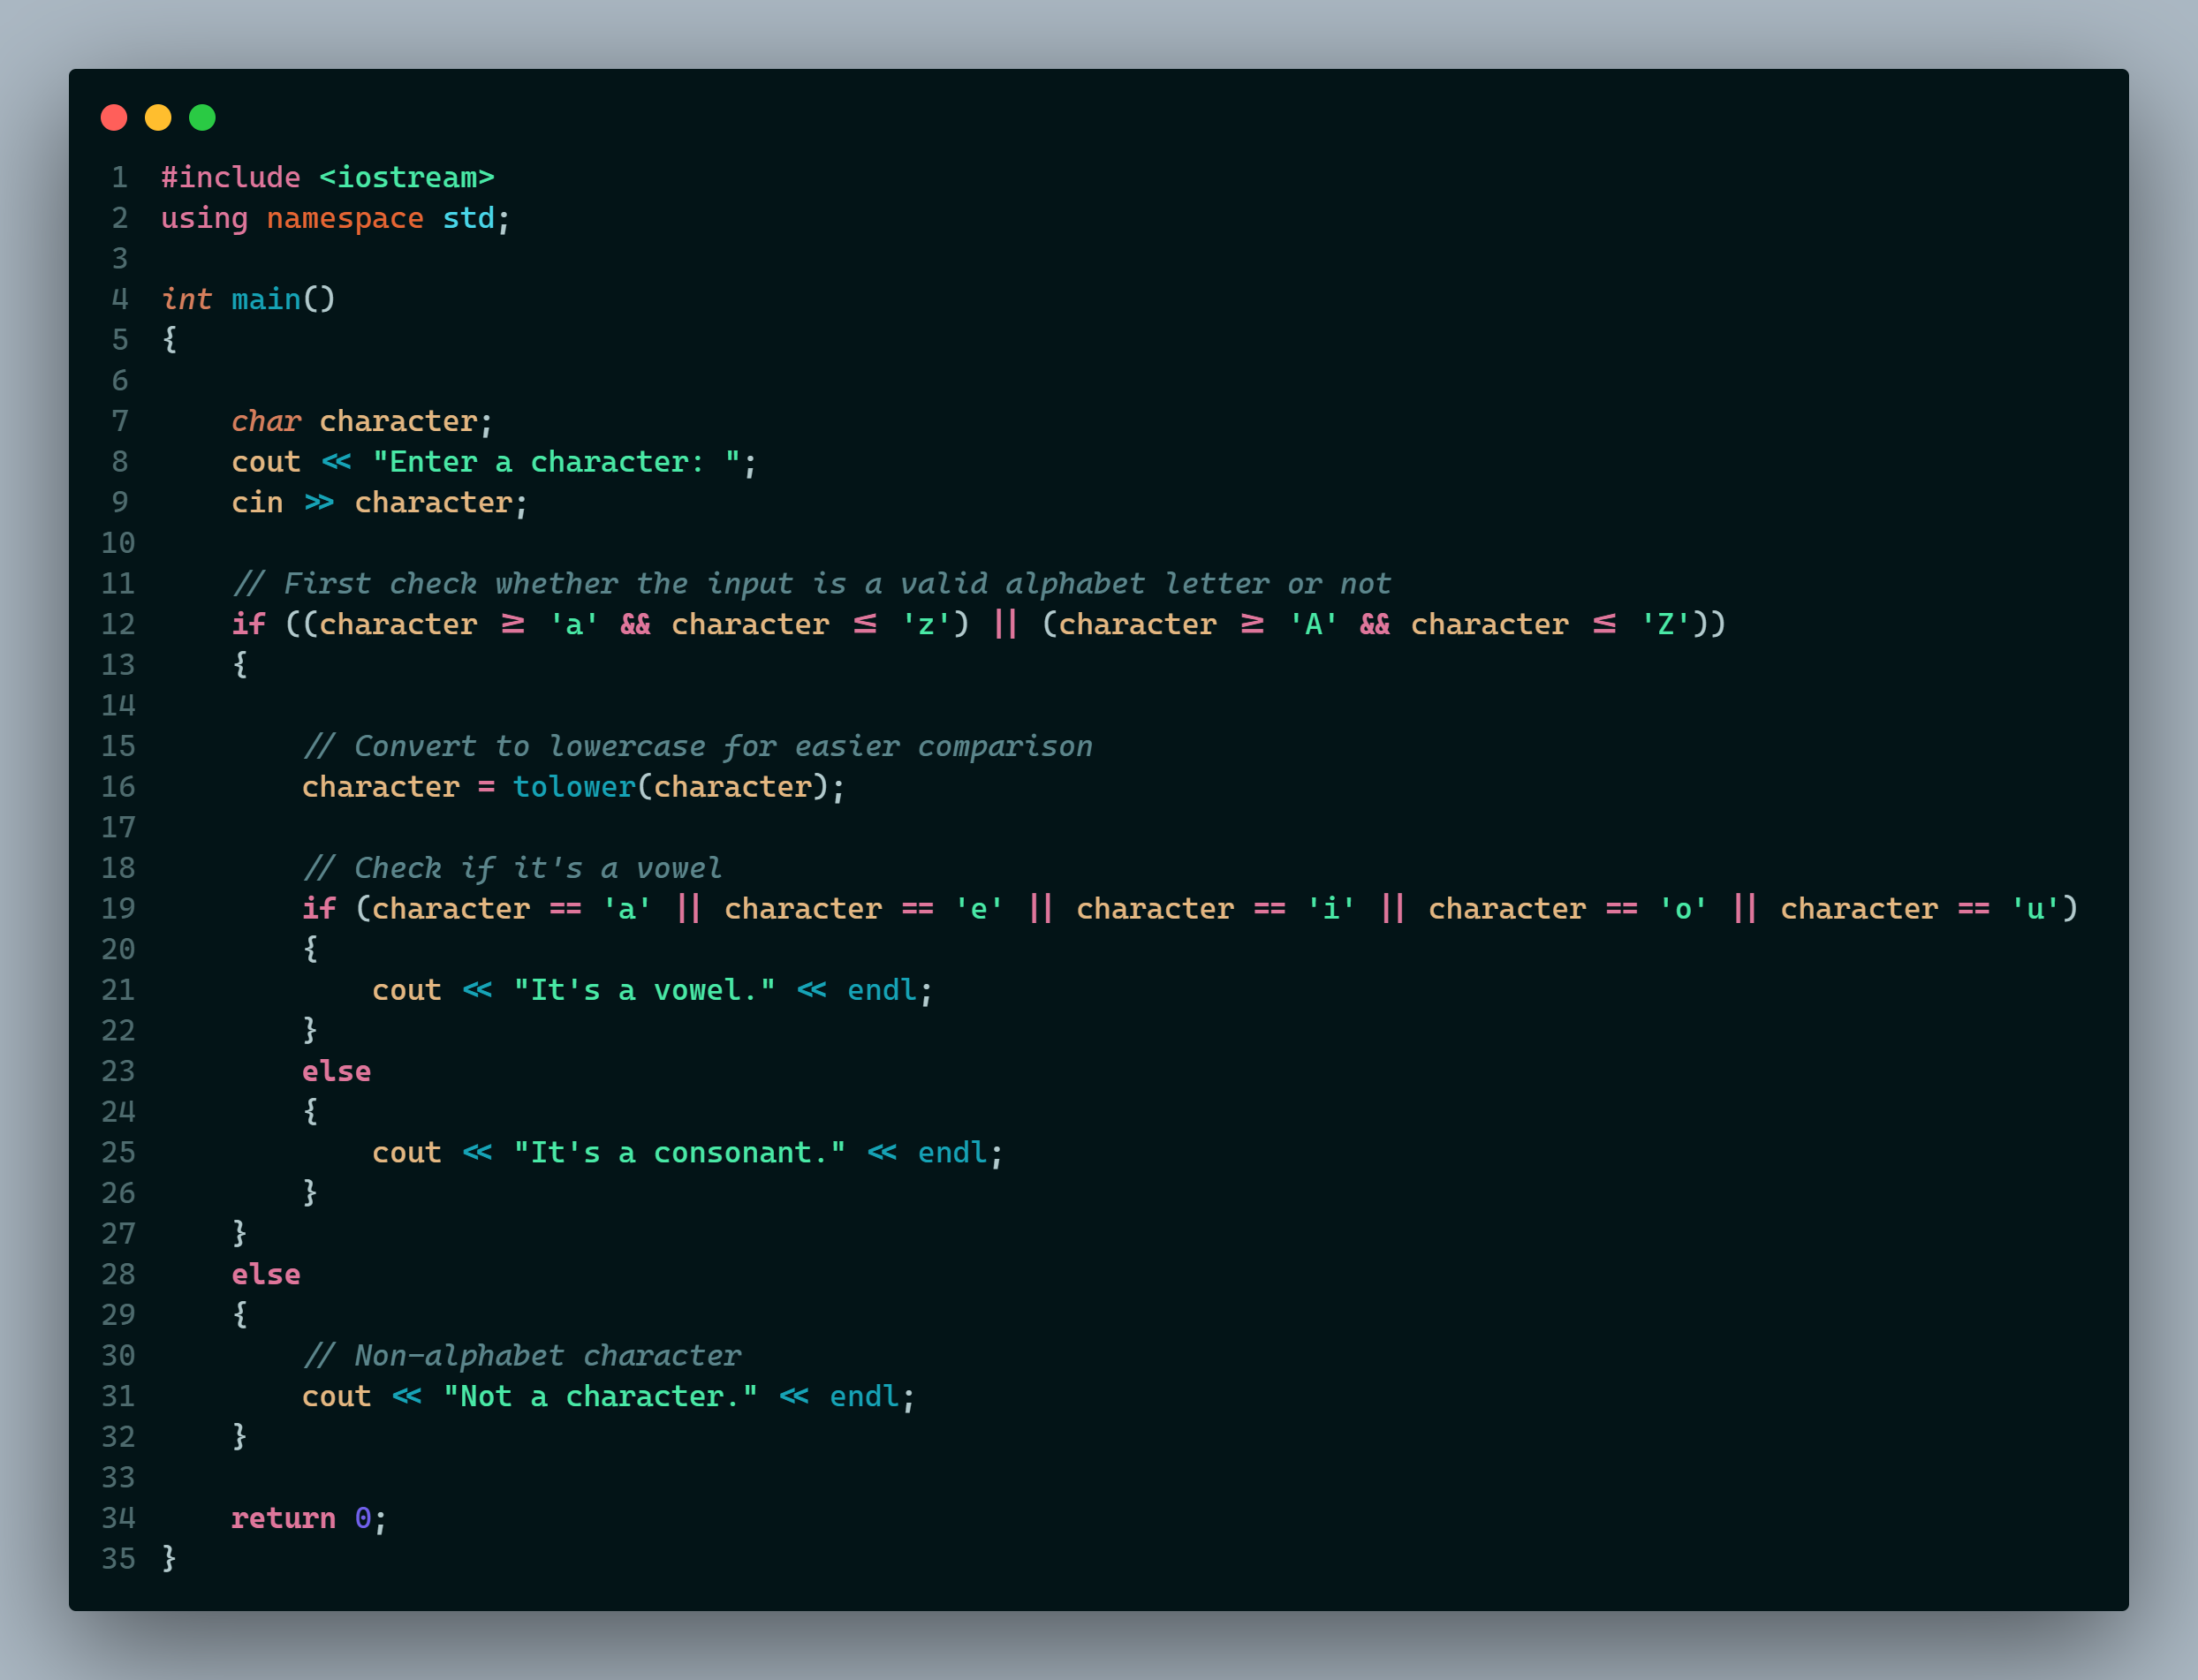 1 #include <iostream>
2 using namespace std;
3
4 int main()
5 {
6
7     char character;
8     cout << "Enter a character: ";
9     cin >> character;
10
11     // First check whether the input is a valid alphabet letter or not
12     if ((character >= 'a' && character <= 'z') || (character >= 'A' && character <= 'Z'))
13     {
14
15         // Convert to lowercase for easier comparison
16         character = tolower(character);
17
18         // Check if it's a vowel
19         if (character == 'a' || character == 'e' || character == 'i' || character == 'o' || character == 'u')
20         {
21             cout << "It's a vowel." << endl;
22         }
23         else
24         {
25             cout << "It's a consonant." << endl;
26         }
27     }
28     else
29     {
30         // Non-alphabet character
31         cout << "Not a character." << endl;
32     }
33
34     return 0;
35 }